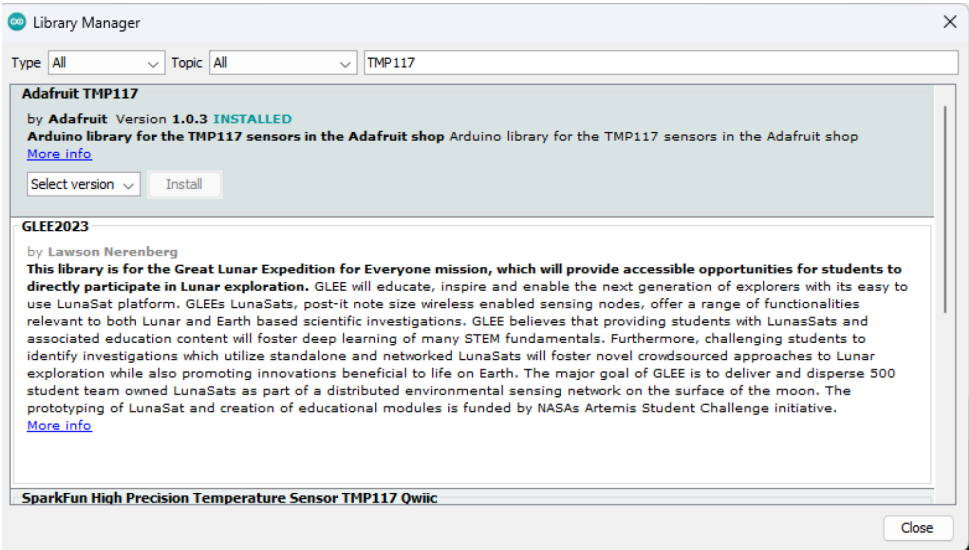 Library Manager
Type All Topic All TMP117
Adafruit TMP117
by Adafruit Version 1.0.3 INSTALLED
Arduino library for the TMP117 sensors in the Adafruit shop Arduino library for the TMP117 sensors in the Adafruit shop
More info
Select version Install
GLEE2023
by Lawson Nerenberg
This library is for the Great Lunar Expedition for Everyone mission, which will provide accessible opportunities for students to
directly participate in Lunar exploration. GLEE will educate, inspire and enable the next generation of explorers with its easy to
use LunaSat platform. GLEEs LunaSats, post-it note size wireless enabled sensing nodes, offer a range of functionalities
relevant to both Lunar and Earth based scientific investigations. GLEE believes that providing students with LunasSats and
associated education content will foster deep learning of many STEM fundamentals. Furthermore, challenging students to
identify investigations which utilize standalone and networked LunaSats will foster novel crowdsourced approaches to Lunar
exploration while also promoting innovations beneficial to life on Earth. The major goal of GLEE is to deliver and disperse 500
student team owned LunaSats as part of a distributed environmental sensing network on the surface of the moon. The
prototyping of LunaSat and creation of educational modules is funded by NASAs Artemis Student Challenge initiative.
More info
SparkFun High Precision Temperature Sensor TMP117 Qwiic
Close